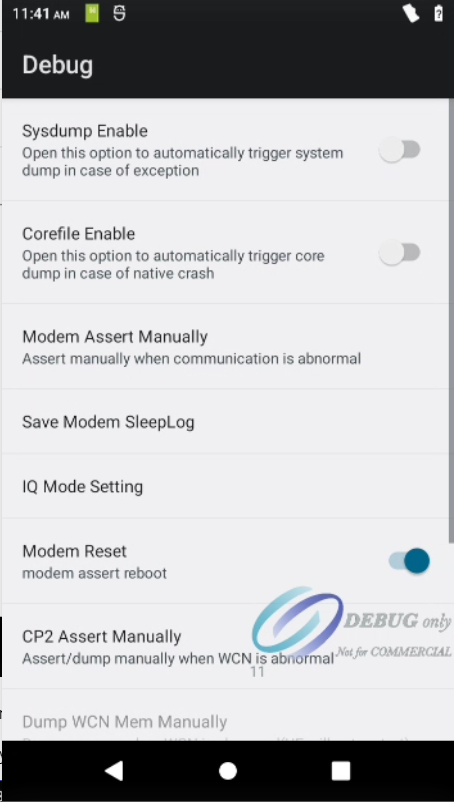 11:41 AM
Debug
Sysdump Enable
Open this option to automatically trigger system
dump in case of exception
Corefile Enable
Open this option to automatically trigger core
dump in case of native crash
Modem Assert Manually
Assert manually when communication is abnormal
Save Modem SleepLog
IQ Mode Setting
Modem Reset
modem assert reboot
CP2 Assert Manually
Assert/dump manually when WCN is abnormal
DEBUG only
Not for COMMERCIAL
11
Dump WCN Mem Manually